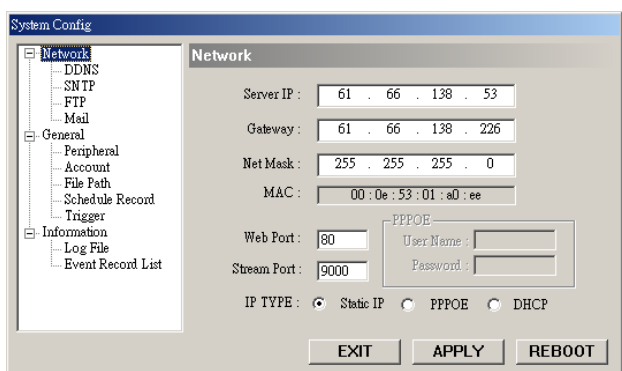 System Config
Network
DDNS
SNTP
FTP
Mail
General
Peripheral
Account
File Path
Schedule Record
Trigger
Information
Log File
Event Record List
Network
Server IP : 61 . 66 . 138 . 53
Gateway : 61 . 66 . 138 . 226
Net Mask : 255 . 255 . 255 . 0
MAC : 00 : 0e : 53 : 01 : a0 : ee
Web Port : 80
Stream Port : 9000
PPPOE
User Name :
Password :
IP TYPE : Static IP PPPOE DHCP
EXIT APPLY REBOOT